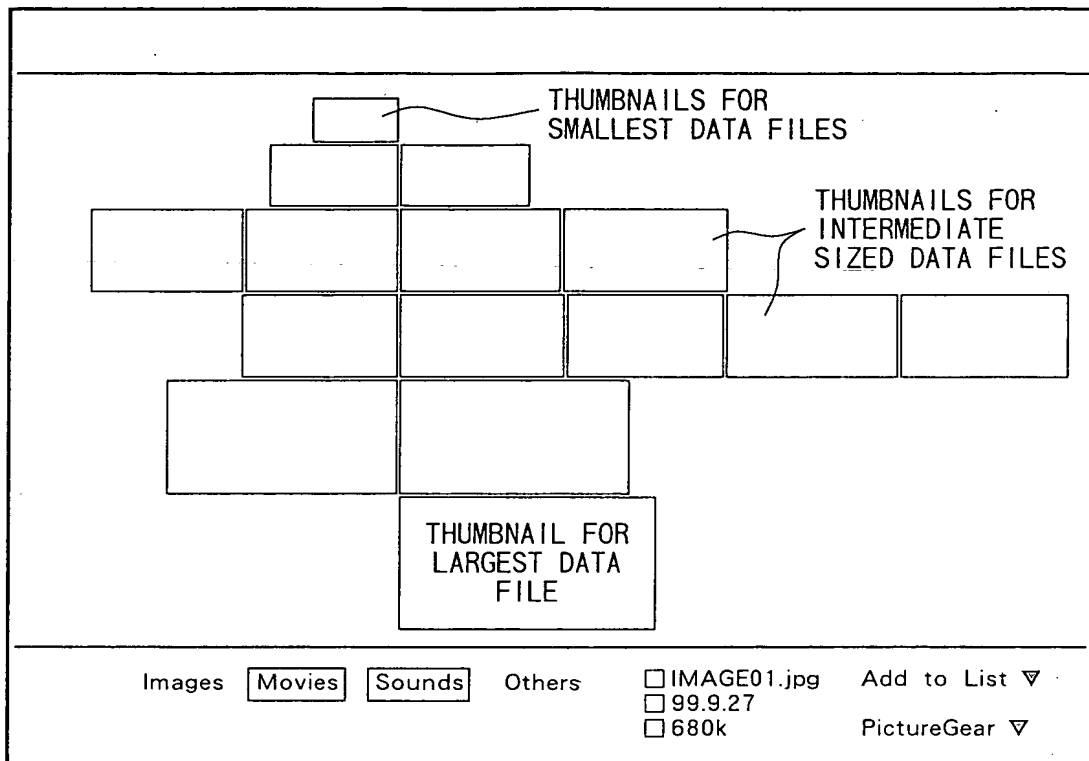 THUMBNAILS FOR
SMALLEST DATA FILES
THUMBNAILS FOR
INTERMEDIATE
SIZED DATA FILES
THUMBNAIL FOR
LARGEST DATA
FILE
Images Movies Sounds Others
IMAGE01.jpg Add to List
99.9.27
680k PictureGear